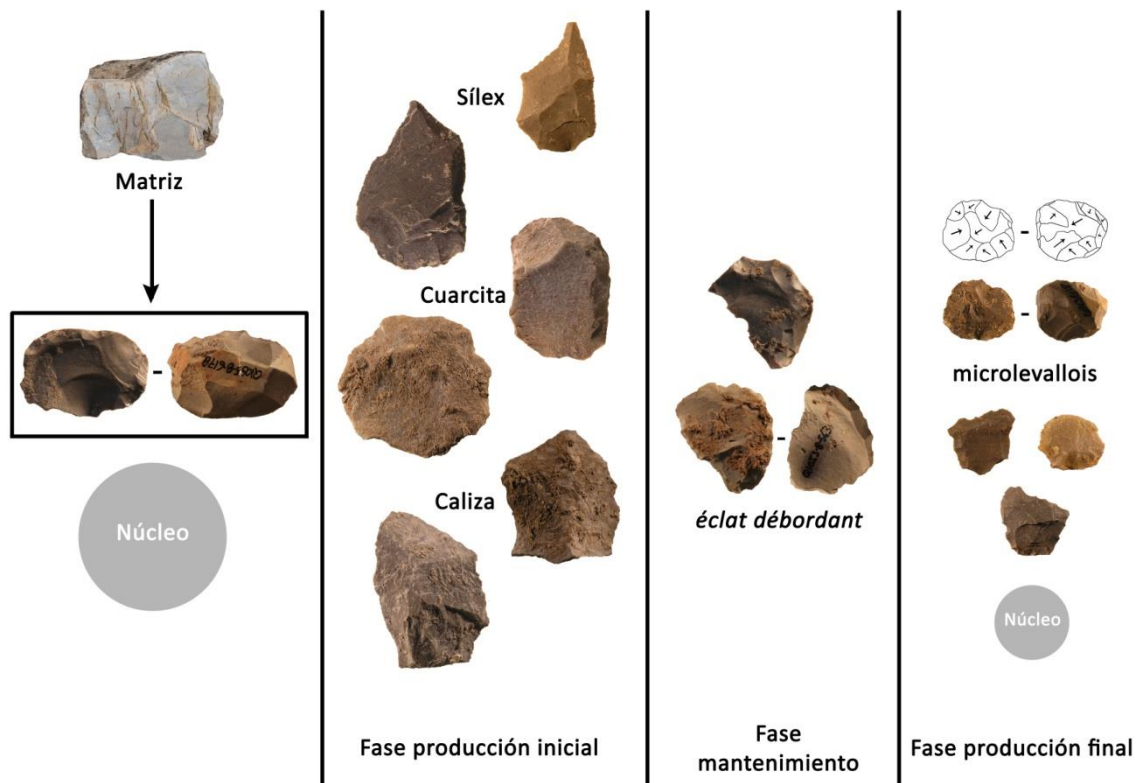 Matriz
Núcleo
Sílex
Cuarcita
Caliza
Fase producción inicial
éclat débordant
Fase
mantenimiento
microlevallois
Núcleo
Fase producción final